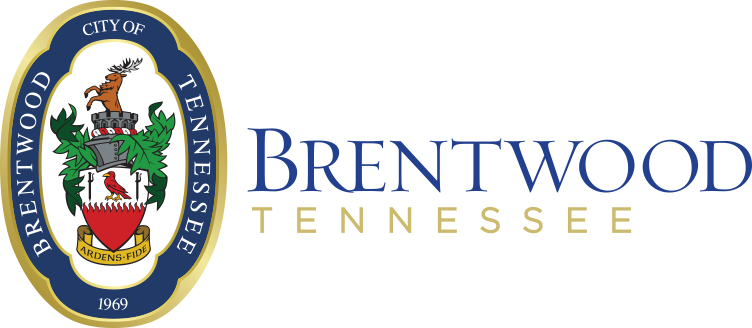 CITY OF
BRENTWOOD
TENNESSEE
ARDENS·FIDE
1969
BRENTWOOD
TENNESSEE